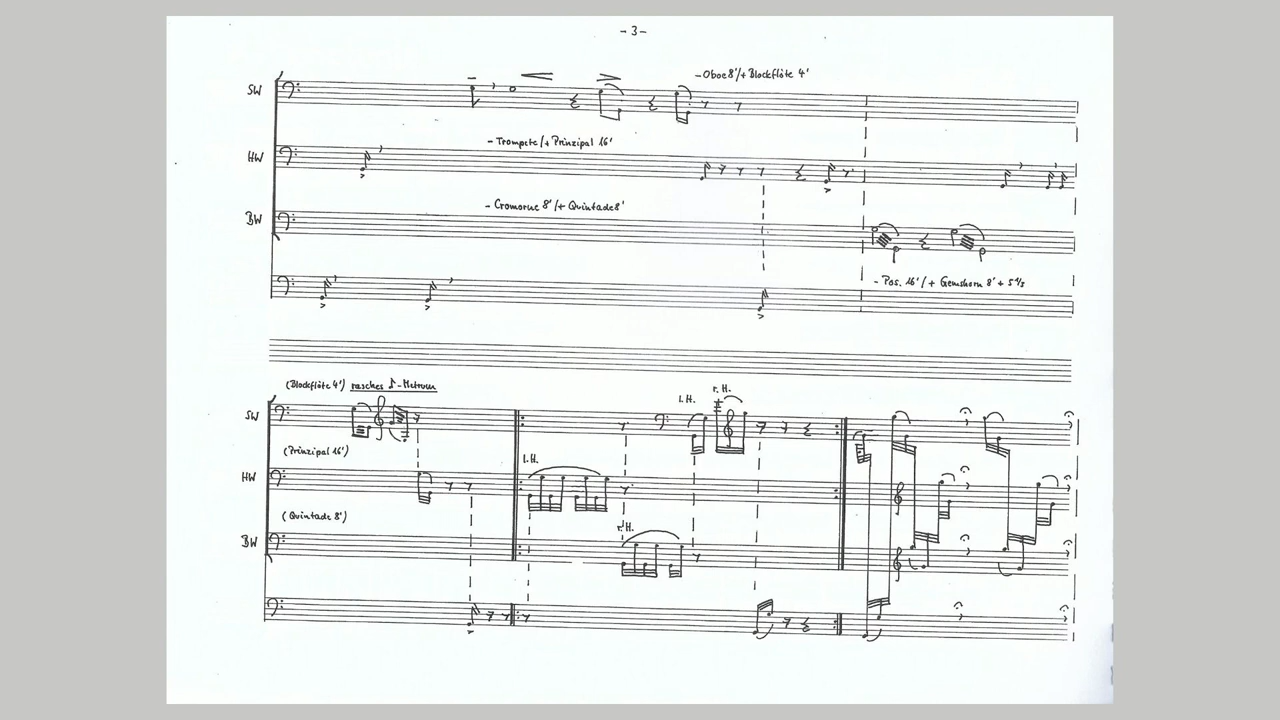 -3-
-Oboe 8'/+ Blockflöte 4'
SW
- Trompete/+ Prinzipal 16'
HW
- Cromorne 8'/+ Quintade 8'
BW
- Pos. 16'/+ Gemshorn 8' + 5 1/3
(Blockflöte 4') rasches ♪-Metrum
l.H. r.H.
SW
(Prinzipal 16')
l.H.
HW
(Quintade 8')
r.H.
BW